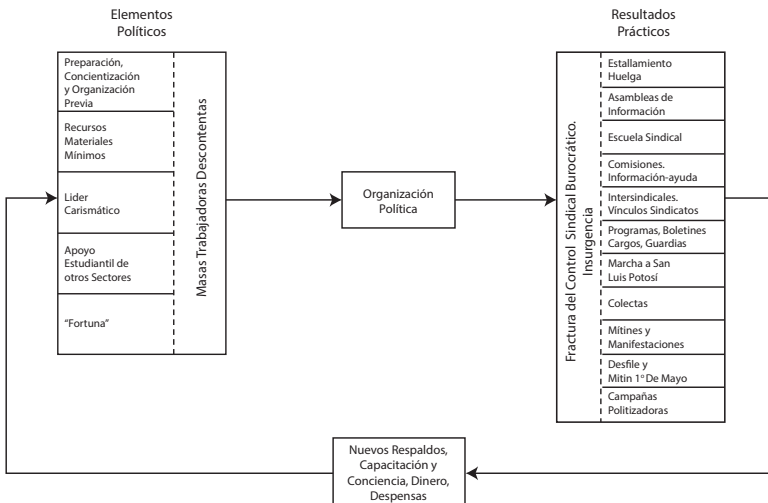 Elementos
Políticos
Preparación,
Concientización
y Organización
Previa
Recursos
Materiales
Mínimos
Lider
Carismático
Apoyo
Estudiantil de
otros Sectores
“Fortuna”
Masas Trabajadoras Descontentas
Organización
Política
Resultados
Prácticos
Fractura del Control Sindical Burocrático.
Insurgencia
Estallamiento
Huelga
Asambleas de
Información
Escuela Sindical
Comisiones.
Información-ayuda
Intersindicales.
Vínculos Sindicatos
Programas, Boletines
Cargos, Guardias
Marcha a San
Luis Potosí
Colectas
Mítines y
Manifestaciones
Desfile y
Mitin 1º De Mayo
Campañas
Politizadoras
Nuevos Respaldos,
Capacitación y
Conciencia, Dinero,
Despensas